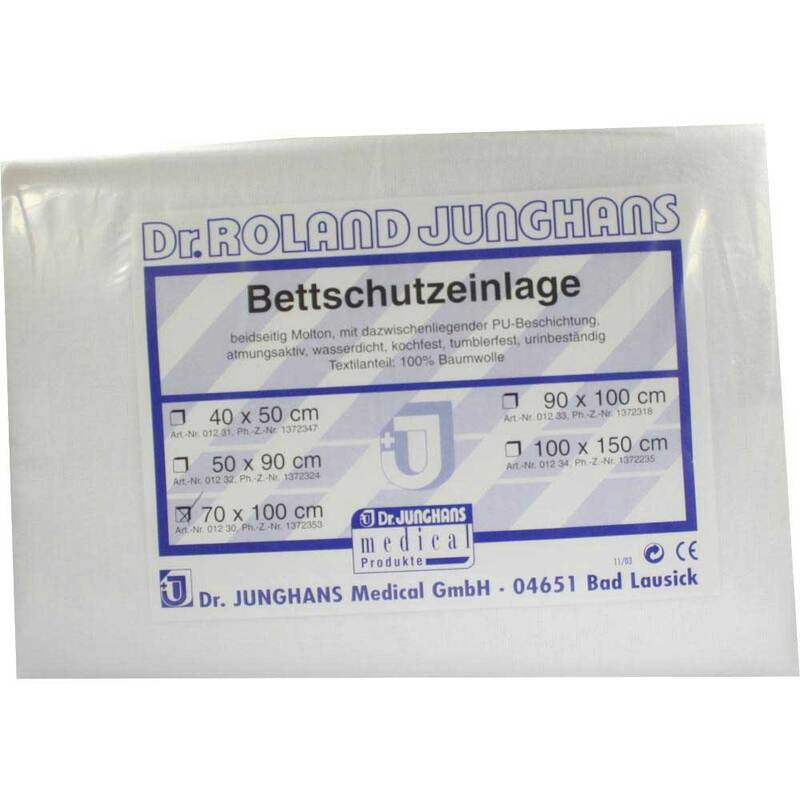 Dr. ROLAND JUNGHANS
Bettschutzeinlage
beidseitig Molton, mit dazwischenliegender PU-Beschichtung,
atmungsaktiv, wasserdicht, kochfest, tumblerfest, urinbeständig
Textilanteil: 100% Baumwolle
40 x 50 cm
Art.-Nr. 012 31, Ph.-Z.-Nr. 1372347
50 x 90 cm
Art.-Nr. 012 32, Ph.-Z.-Nr. 1372324
70 x 100 cm
Art.-Nr. 012 30, Ph.-Z.-Nr. 1372353
90 x 100 cm
Art.-Nr. 012 33, Ph.-Z.-Nr. 1372318
100 x 150 cm
Art.-Nr. 012 34, Ph.-Z.-Nr. 1372235
Dr. JUNGHANS
medical
Produkte
11/03 CE
Dr. JUNGHANS Medical GmbH · 04651 Bad Lausick